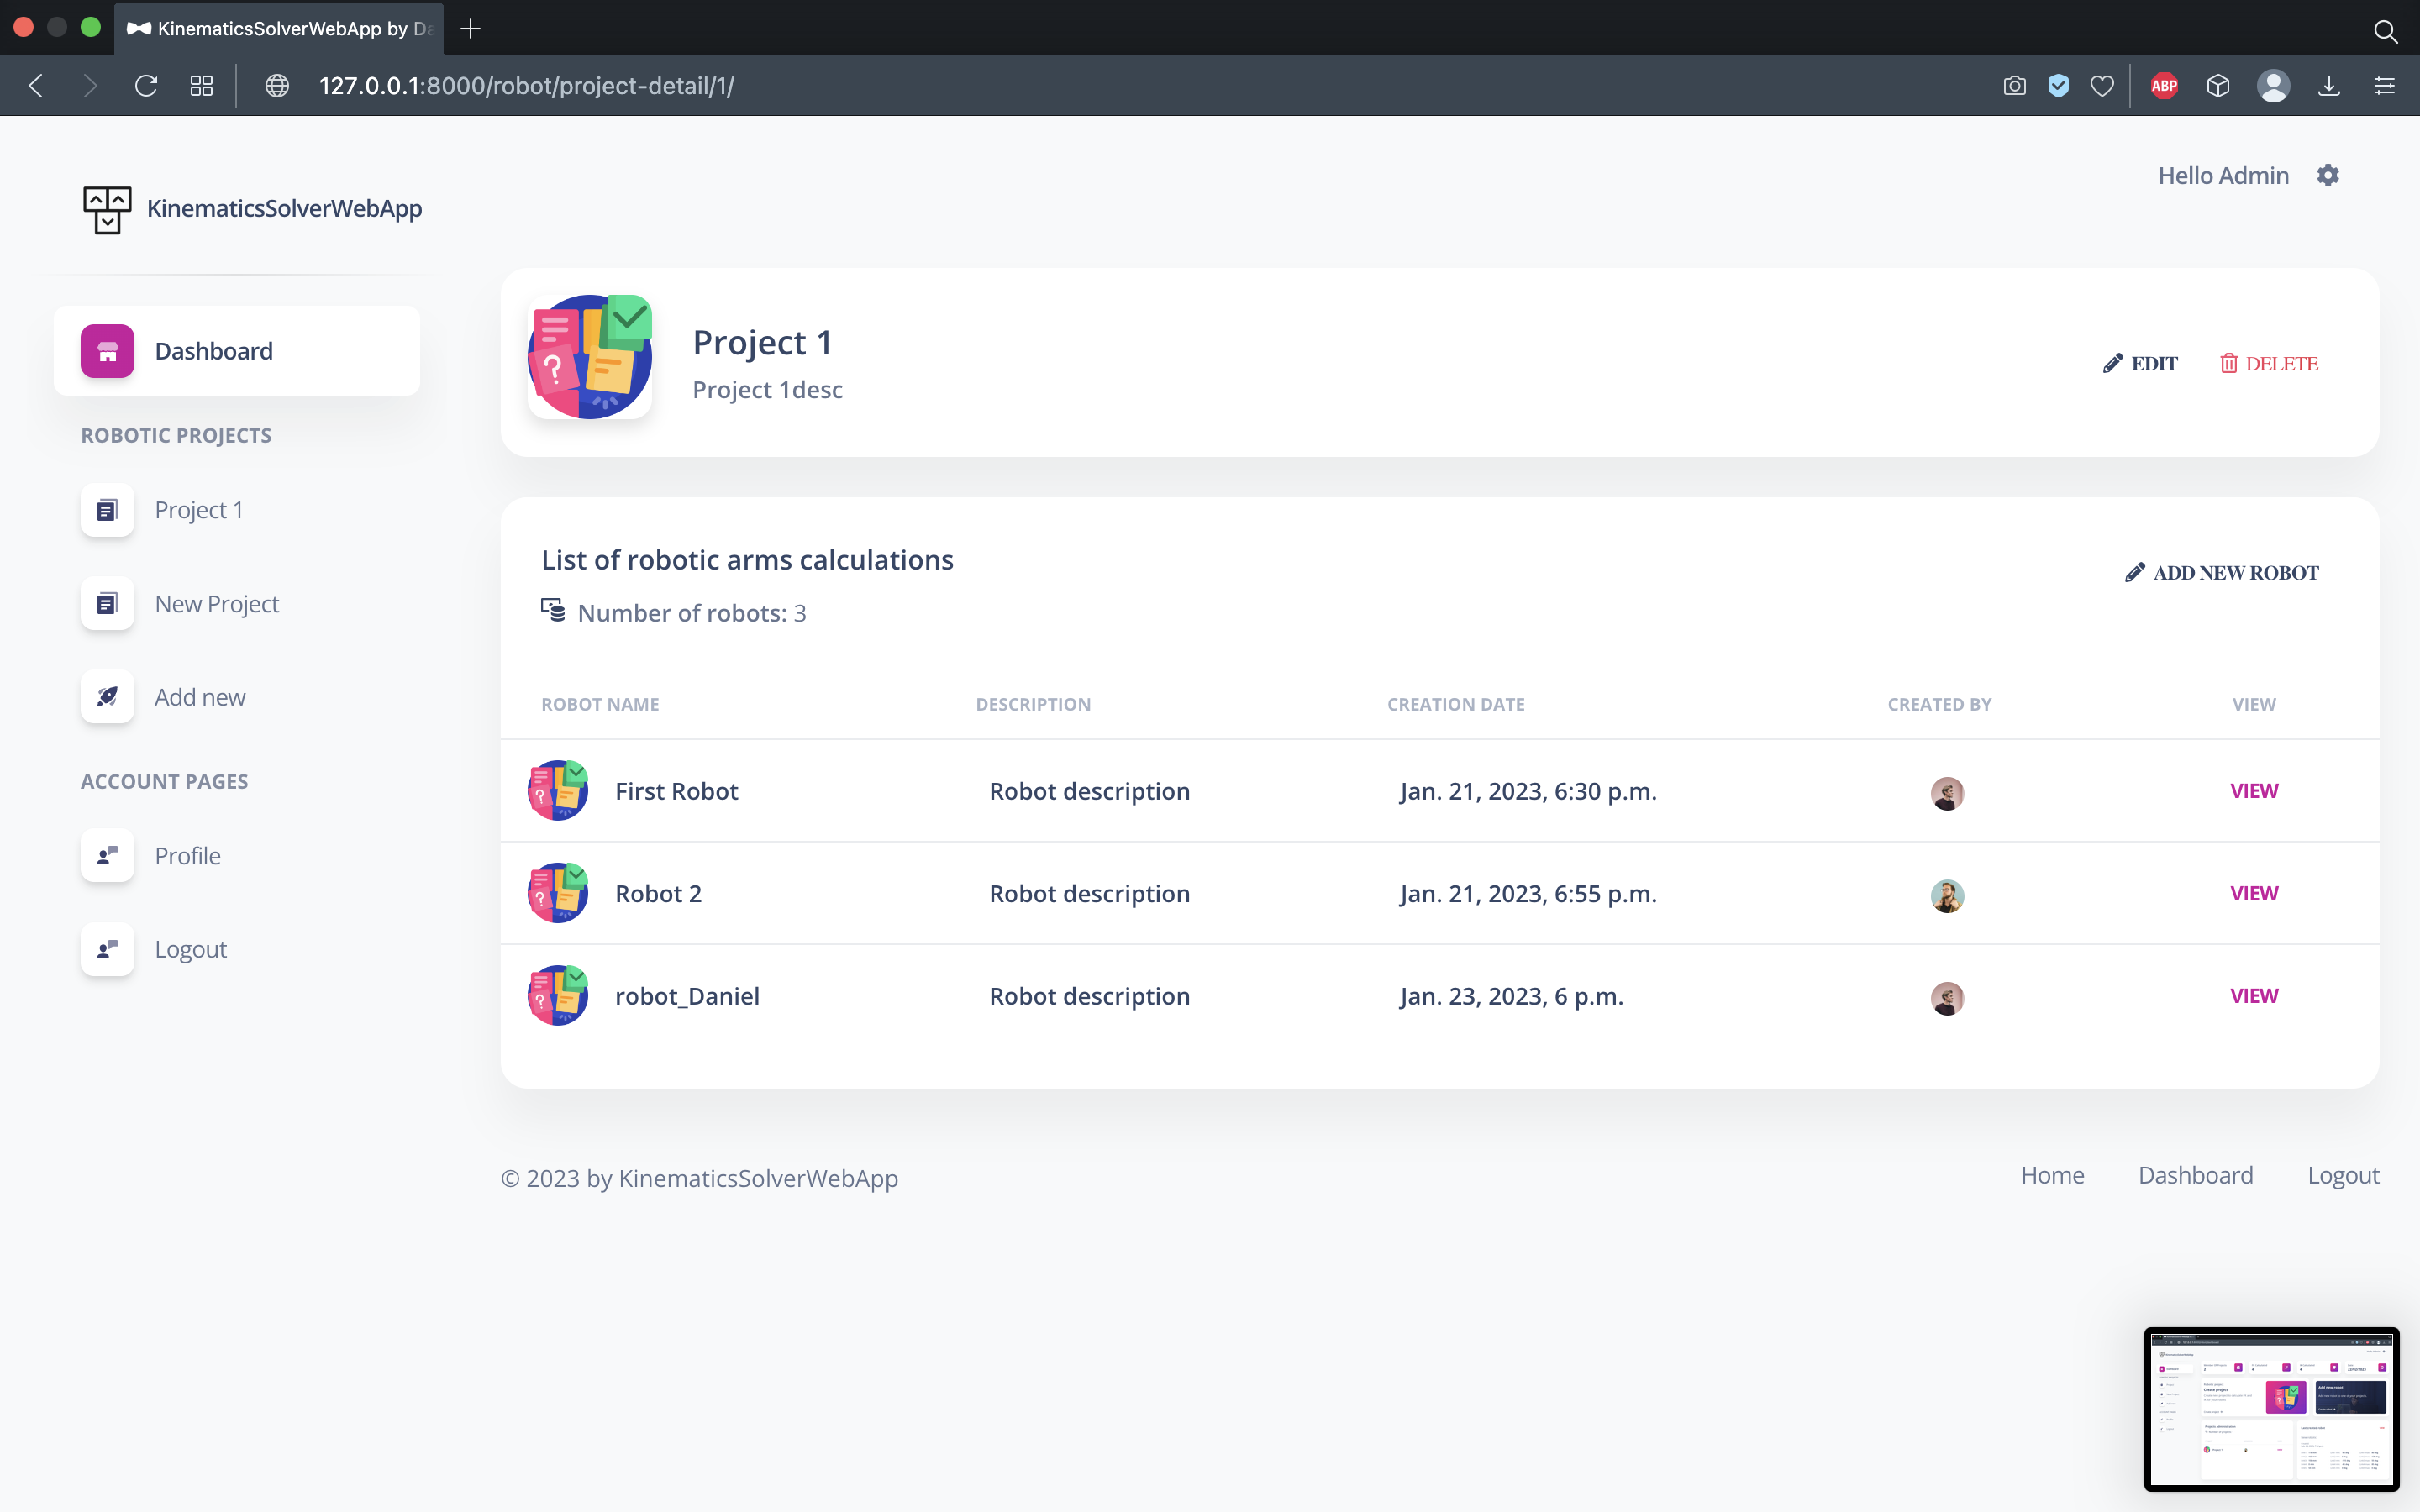 KinematicsSolverWebApp by Da
127.0.0.1:8000/robot/project-detail/1/
ABP
Hello Admin
KinematicsSolverWebApp
Dashboard
ROBOTIC PROJECTS
Project 1
New Project
Add new
ACCOUNT PAGES
Profile
Logout
Project 1
Project 1desc
EDIT DELETE
List of robotic arms calculations
Number of robots: 3
ADD NEW ROBOT
ROBOT NAME DESCRIPTION CREATION DATE CREATED BY VIEW
First Robot Robot description Jan. 21, 2023, 6:30 p.m. VIEW
Robot 2 Robot description Jan. 21, 2023, 6:55 p.m. VIEW
robot_Daniel Robot description Jan. 23, 2023, 6 p.m. VIEW
© 2023 by KinematicsSolverWebApp
Home Dashboard Logout